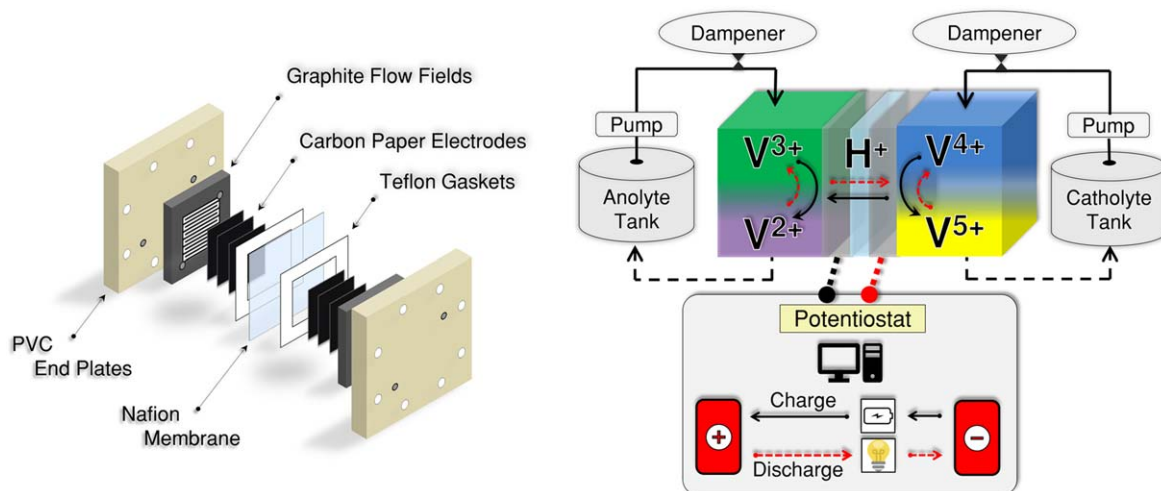 Graphite Flow Fields
Carbon Paper Electrodes
Teflon Gaskets
PVC
End Plates
Nafion
Membrane
Dampener
Dampener
Pump
Pump
Anolyte
Tank
V3+
H+
V4+
V2+
V5+
Catholyte
Tank
Potentiostat
Charge
+
−
Discharge